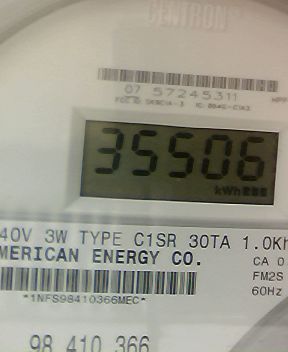 CENTRON
07 57245311
35506
kWh
40V 3W TYPE C1SR 30TA 1.0Kh
MERICAN ENERGY CO.
CA 0
FM2S
60Hz
*1NFS98410366MEC*
98 410 366